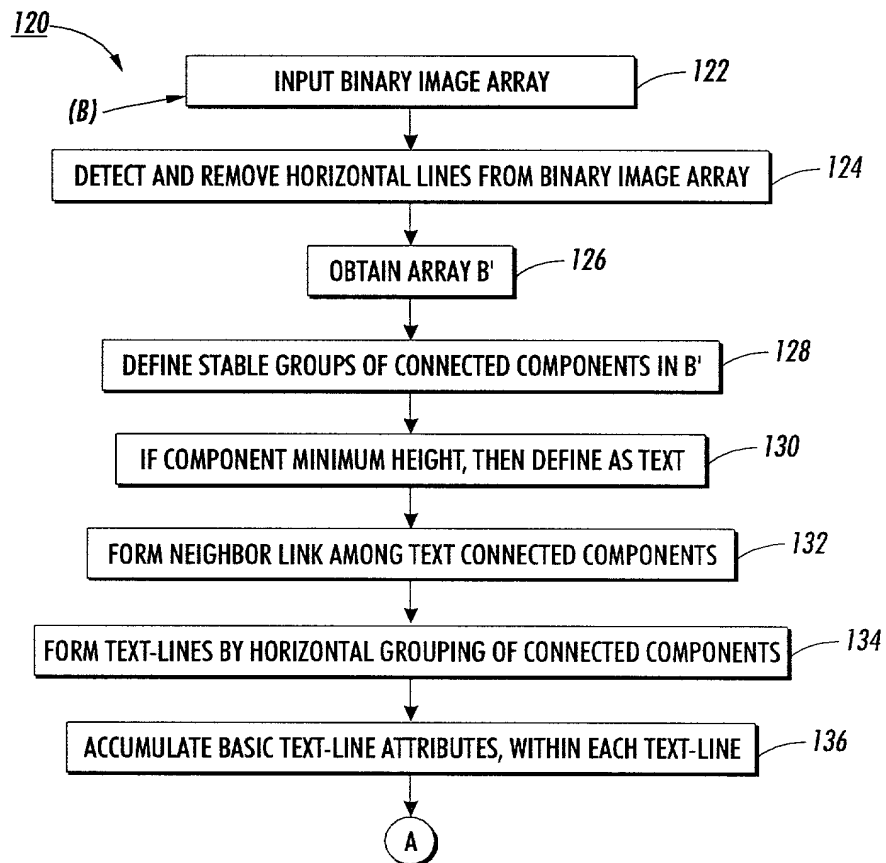 120
INPUT BINARY IMAGE ARRAY
122
(B)
DETECT AND REMOVE HORIZONTAL LINES FROM BINARY IMAGE ARRAY
124
OBTAIN ARRAY B'
126
DEFINE STABLE GROUPS OF CONNECTED COMPONENTS IN B'
128
IF COMPONENT MINIMUM HEIGHT, THEN DEFINE AS TEXT
130
FORM NEIGHBOR LINK AMONG TEXT CONNECTED COMPONENTS
132
FORM TEXT-LINES BY HORIZONTAL GROUPING OF CONNECTED COMPONENTS
134
ACCUMULATE BASIC TEXT-LINE ATTRIBUTES, WITHIN EACH TEXT-LINE
136
A